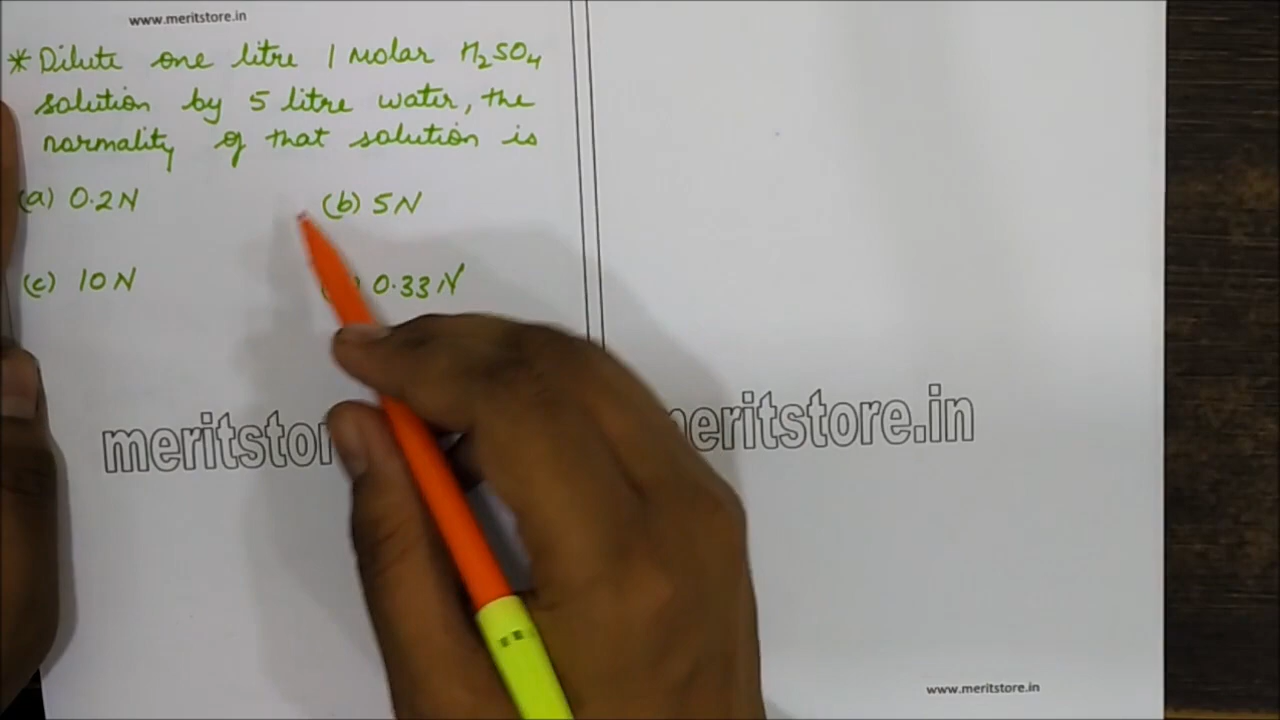 www.meritstore.in
* Dilute one litre 1 Molar H₂SO₄
solution by 5 litre water, the
normality of that solution is
(a) 0.2N (b) 5N
(c) 10N 0.33N
meritstor
meritstore.in
www.meritstore.in